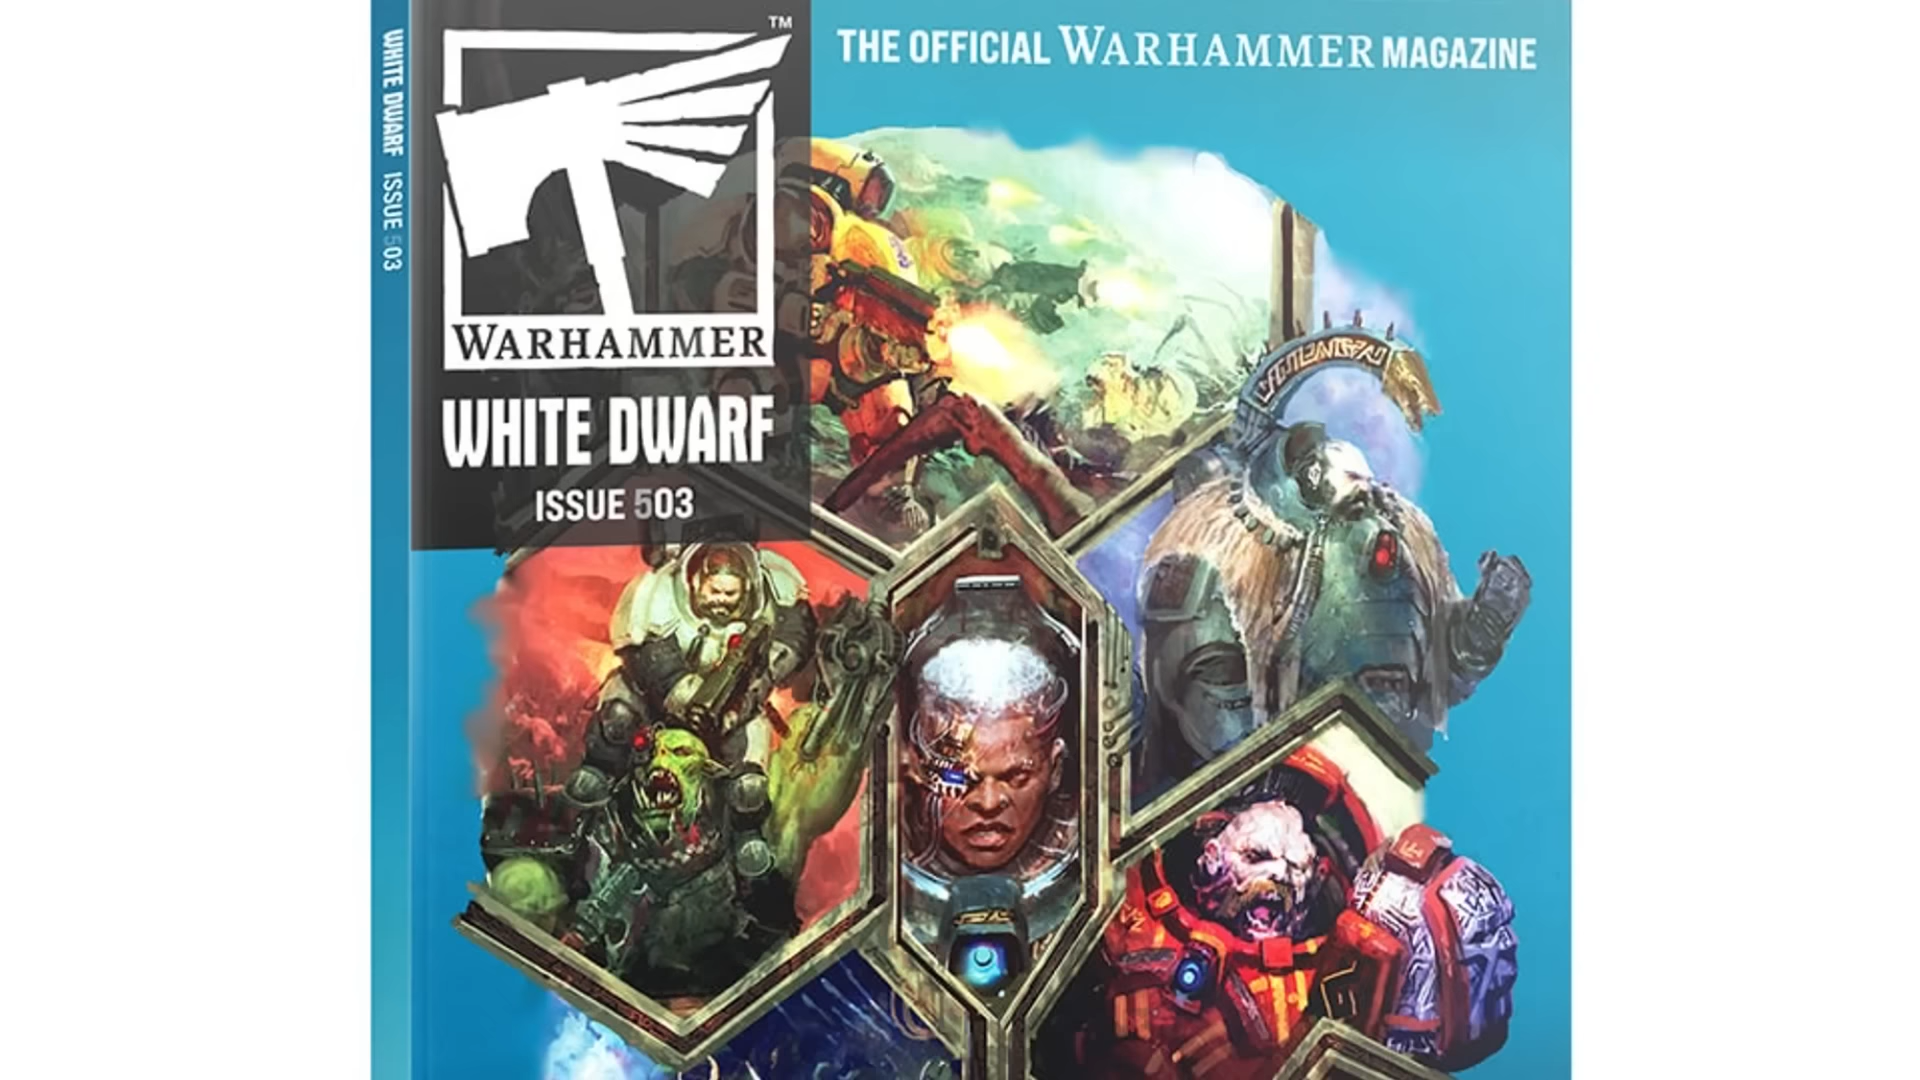 WHITE DWARF ISSUE 503
THE OFFICIAL WARHAMMER MAGAZINE
TM
WARHAMMER
WHITE DWARF
ISSUE 503